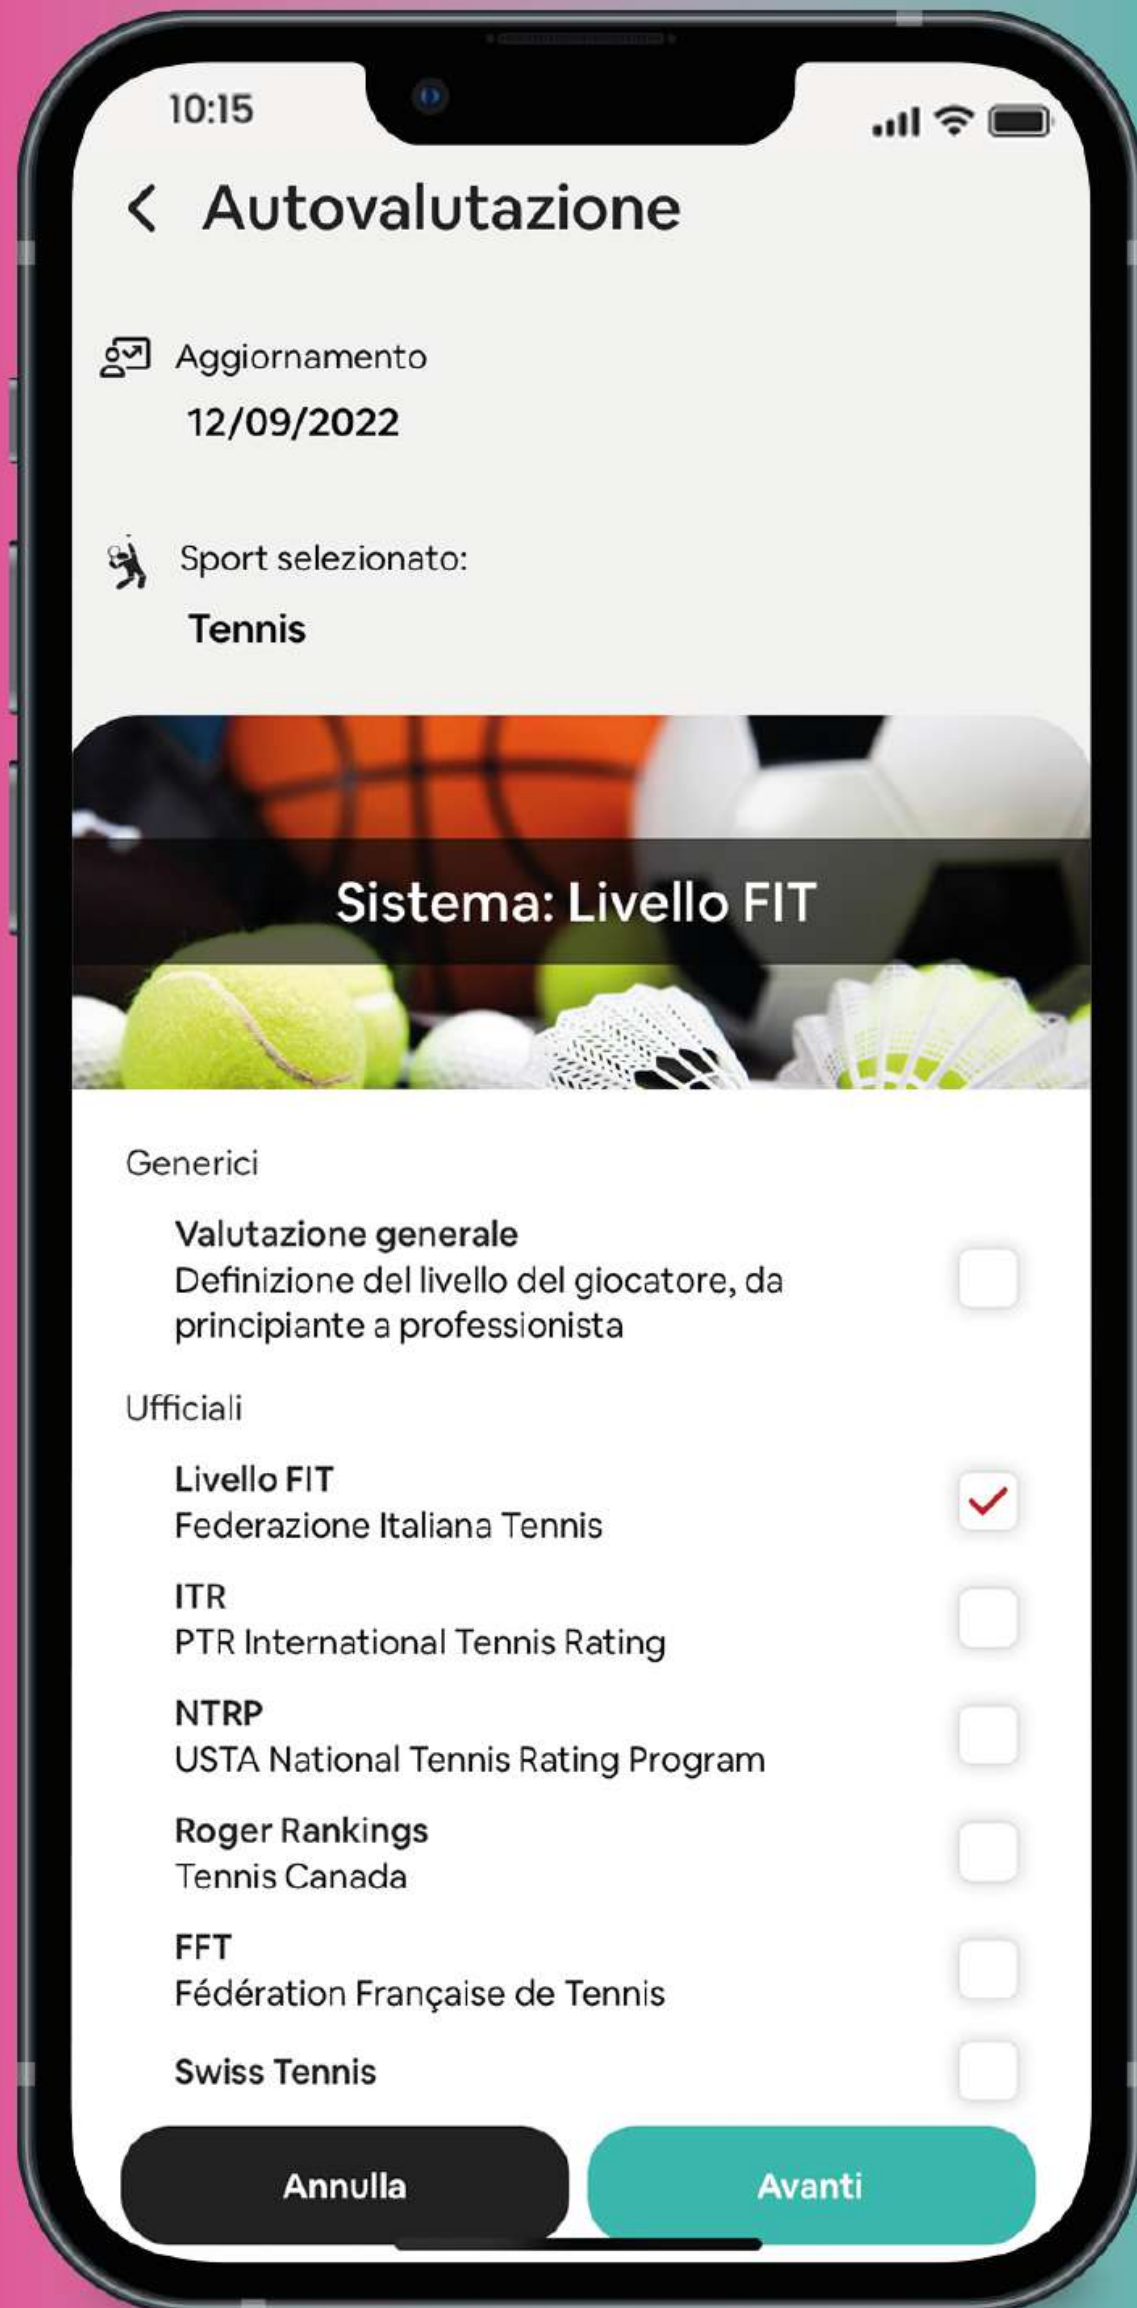 10:15
Autovalutazione
Aggiornamento
12/09/2022
Sport selezionato:
Tennis
Sistema: Livello FIT
Generici
Valutazione generale
Definizione del livello del giocatore, da
principiante a professionista
Ufficiali
Livello FIT
Federazione Italiana Tennis
ITR
PTR International Tennis Rating
NTRP
USTA National Tennis Rating Program
Roger Rankings
Tennis Canada
FFT
Fédération Française de Tennis
Swiss Tennis
Annulla
Avanti